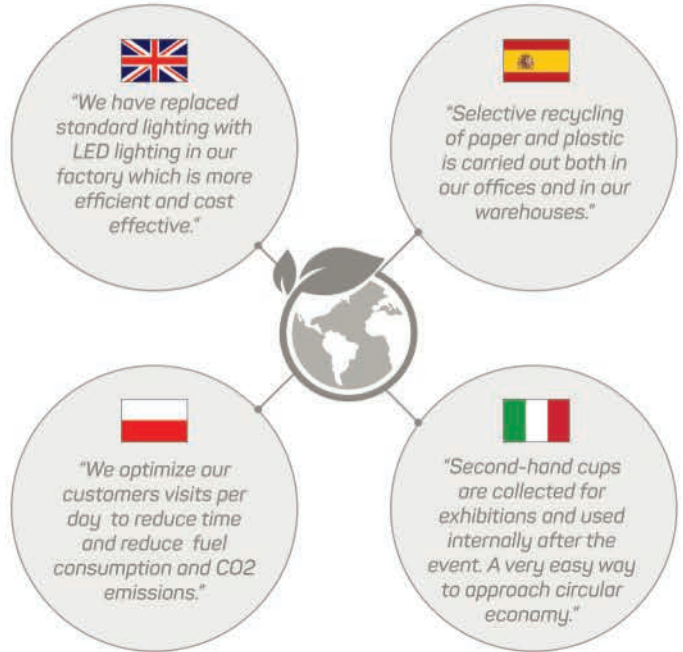 "We have replaced
standard lighting with
LED lighting in our
factory which is more
efficient and cost
effective."
"Selective recycling
of paper and plastic
is carried out both in
our offices and in our
warehouses."
"We optimize our
customers visits per
day to reduce time
and reduce fuel
consumption and CO2
emissions."
"Second-hand cups
are collected for
exhibitions and used
internally after the
event. A very easy way
to approach circular
economy."